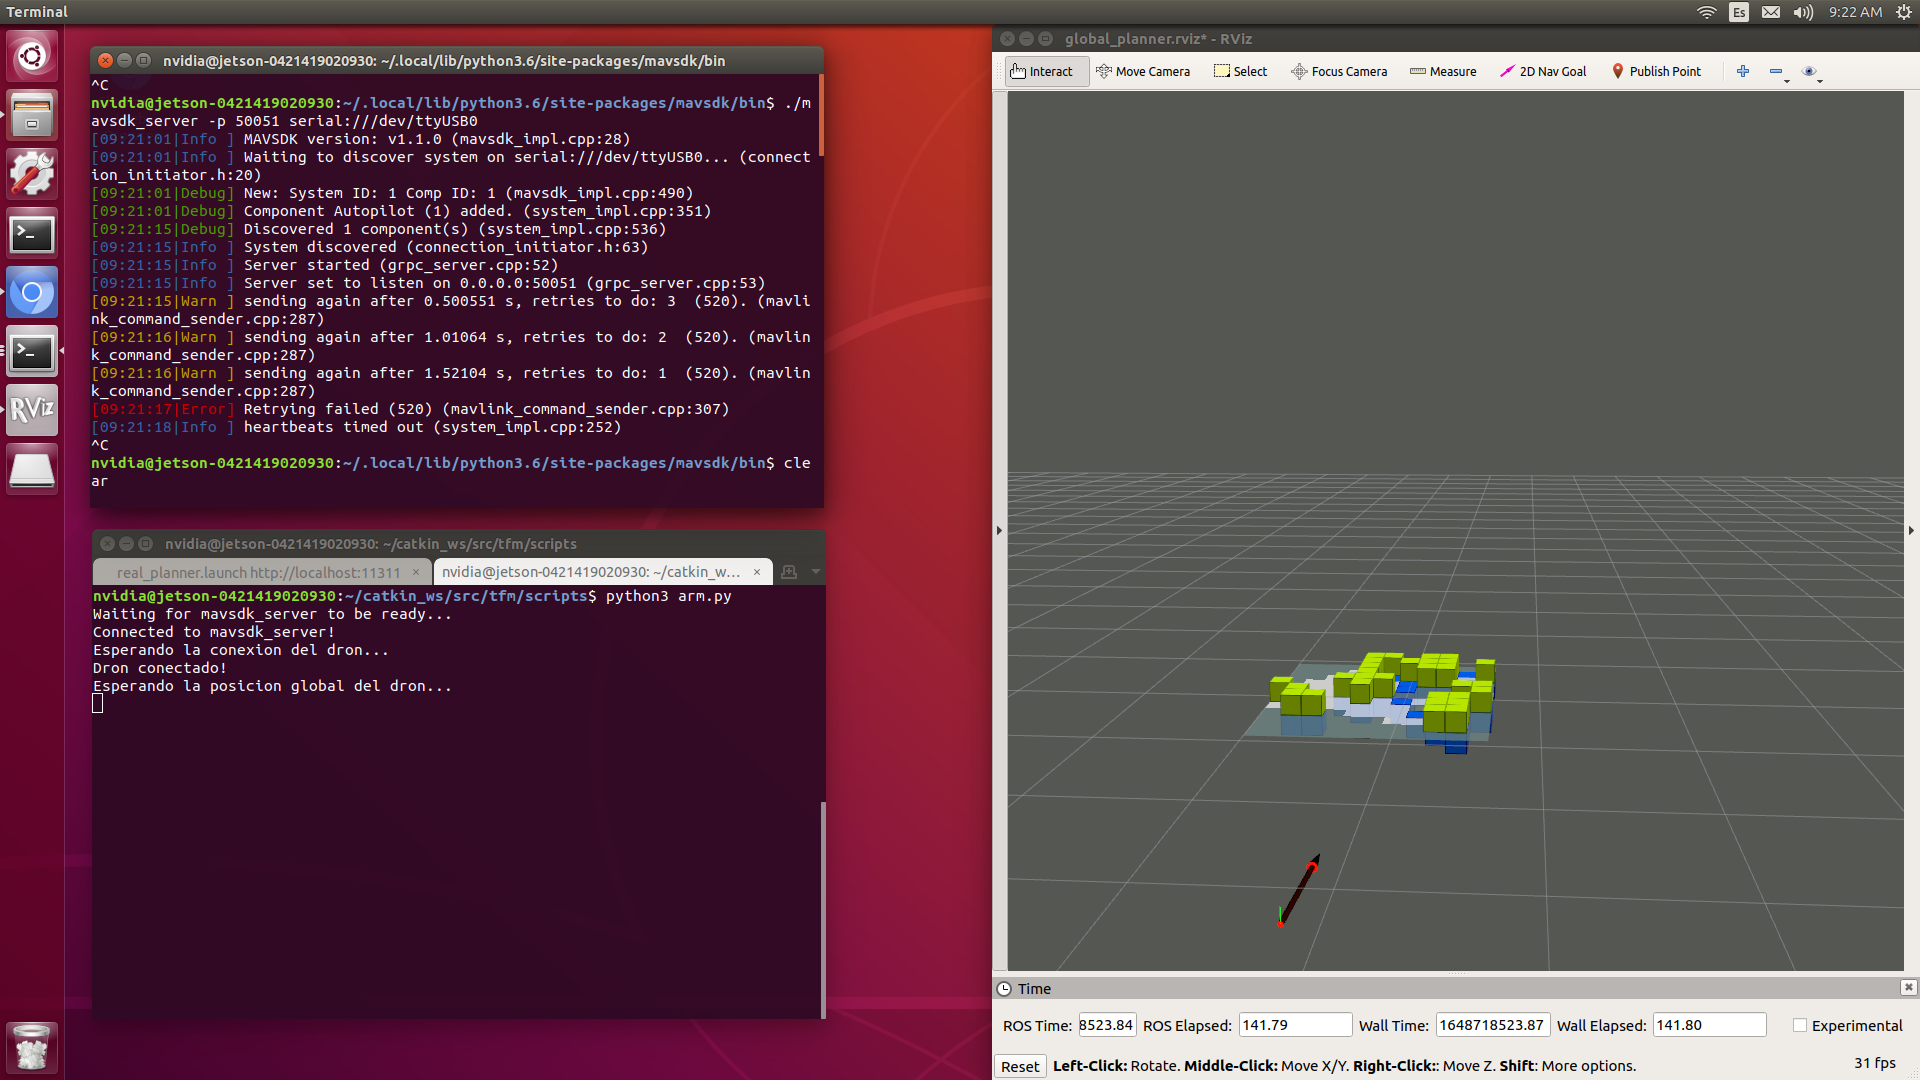 Terminal
Es
9:22 AM
nvidia@jetson-0421419020930: ~/.local/lib/python3.6/site-packages/mavsdk/bin
^C
nvidia@jetson-0421419020930:~/.local/lib/python3.6/site-packages/mavsdk/bin$ ./m
avsdk_server -p 50051 serial:///dev/ttyUSB0
[09:21:01|Info ] MAVSDK version: v1.1.0 (mavsdk_impl.cpp:28)
[09:21:01|Info ] Waiting to discover system on serial:///dev/ttyUSB0... (connect
ion_initiator.h:20)
[09:21:01|Debug] New: System ID: 1 Comp ID: 1 (mavsdk_impl.cpp:490)
[09:21:01|Debug] Component Autopilot (1) added. (system_impl.cpp:351)
[09:21:15|Debug] Discovered 1 component(s) (system_impl.cpp:536)
[09:21:15|Info ] System discovered (connection_initiator.h:63)
[09:21:15|Info ] Server started (grpc_server.cpp:52)
[09:21:15|Info ] Server set to listen on 0.0.0.0:50051 (grpc_server.cpp:53)
[09:21:15|Warn ] sending again after 0.500551 s, retries to do: 3  (520). (mavli
nk_command_sender.cpp:287)
[09:21:16|Warn ] sending again after 1.01064 s, retries to do: 2  (520). (mavlin
k_command_sender.cpp:287)
[09:21:16|Warn ] sending again after 1.52104 s, retries to do: 1  (520). (mavlin
k_command_sender.cpp:287)
[09:21:17|Error] Retrying failed (520) (mavlink_command_sender.cpp:307)
[09:21:18|Info ] heartbeats timed out (system_impl.cpp:252)
^C
nvidia@jetson-0421419020930:~/.local/lib/python3.6/site-packages/mavsdk/bin$ cle
ar
RViz
nvidia@jetson-0421419020930: ~/catkin_ws/src/tfm/scripts
real_planner.launch http://localhost:11311
nvidia@jetson-0421419020930: ~/catkin_w...
nvidia@jetson-0421419020930:~/catkin_ws/src/tfm/scripts$ python3 arm.py
Waiting for mavsdk_server to be ready...
Connected to mavsdk_server!
Esperando la conexion del dron...
Dron conectado!
Esperando la posicion global del dron...
global_planner.rviz* - RViz
Interact Move Camera Select Focus Camera Measure 2D Nav Goal Publish Point
Time
ROS Time: 8523.84 ROS Elapsed: 141.79 Wall Time: 1648718523.87 Wall Elapsed: 141.80 Experimental
Reset Left-Click: Rotate. Middle-Click: Move X/Y. Right-Click:: Move Z. Shift: More options. 31 fps